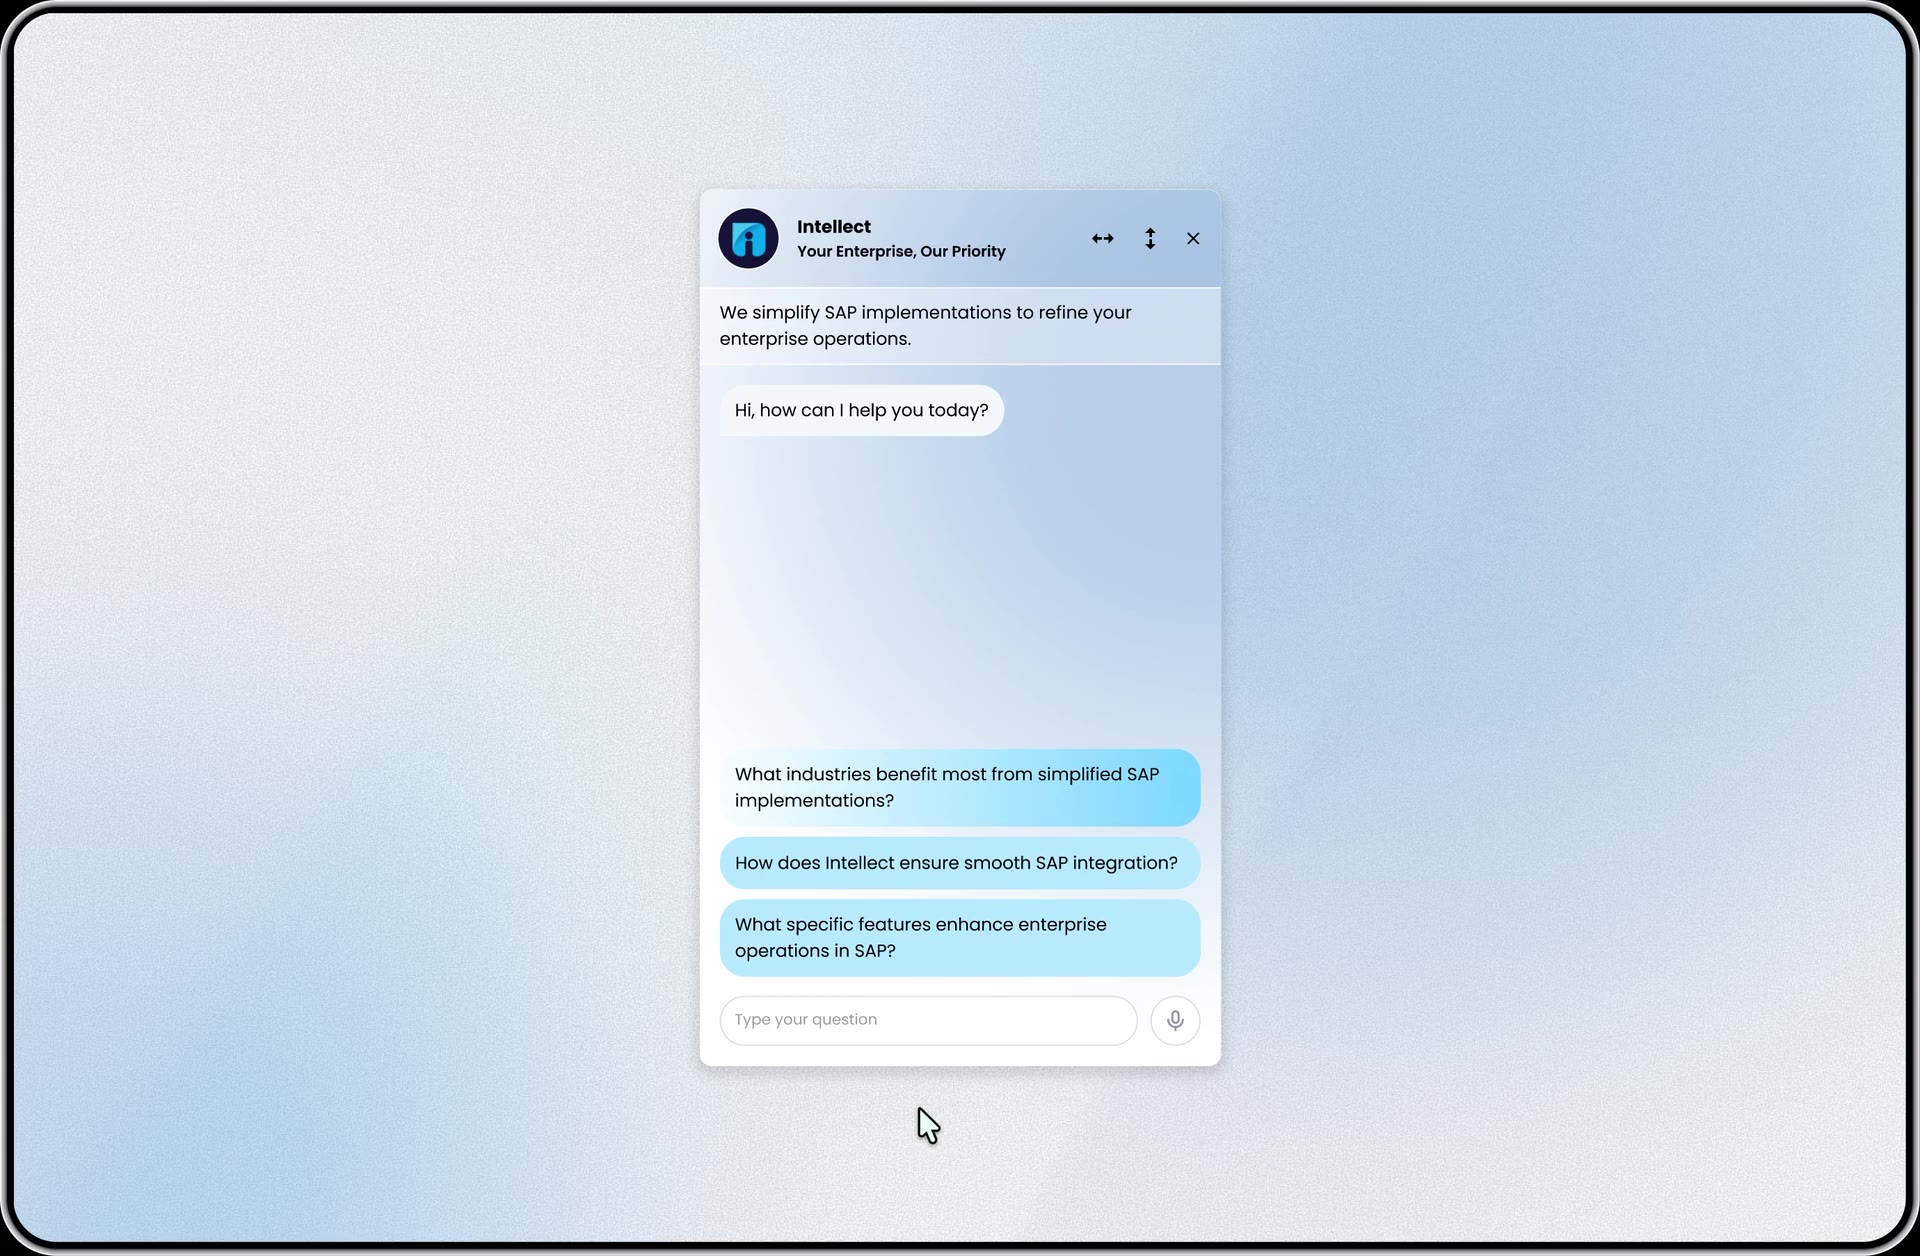 Intellect
Your Enterprise, Our Priority
We simplify SAP implementations to refine your
enterprise operations.
Hi, how can I help you today?
What industries benefit most from simplified SAP
implementations?
How does Intellect ensure smooth SAP integration?
What specific features enhance enterprise
operations in SAP?
Type your question